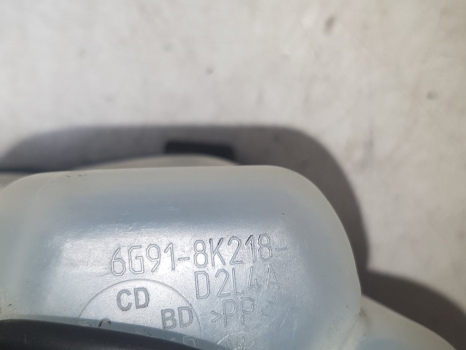 6G91-8K218-
D2L4A
>PP<
CD
BD